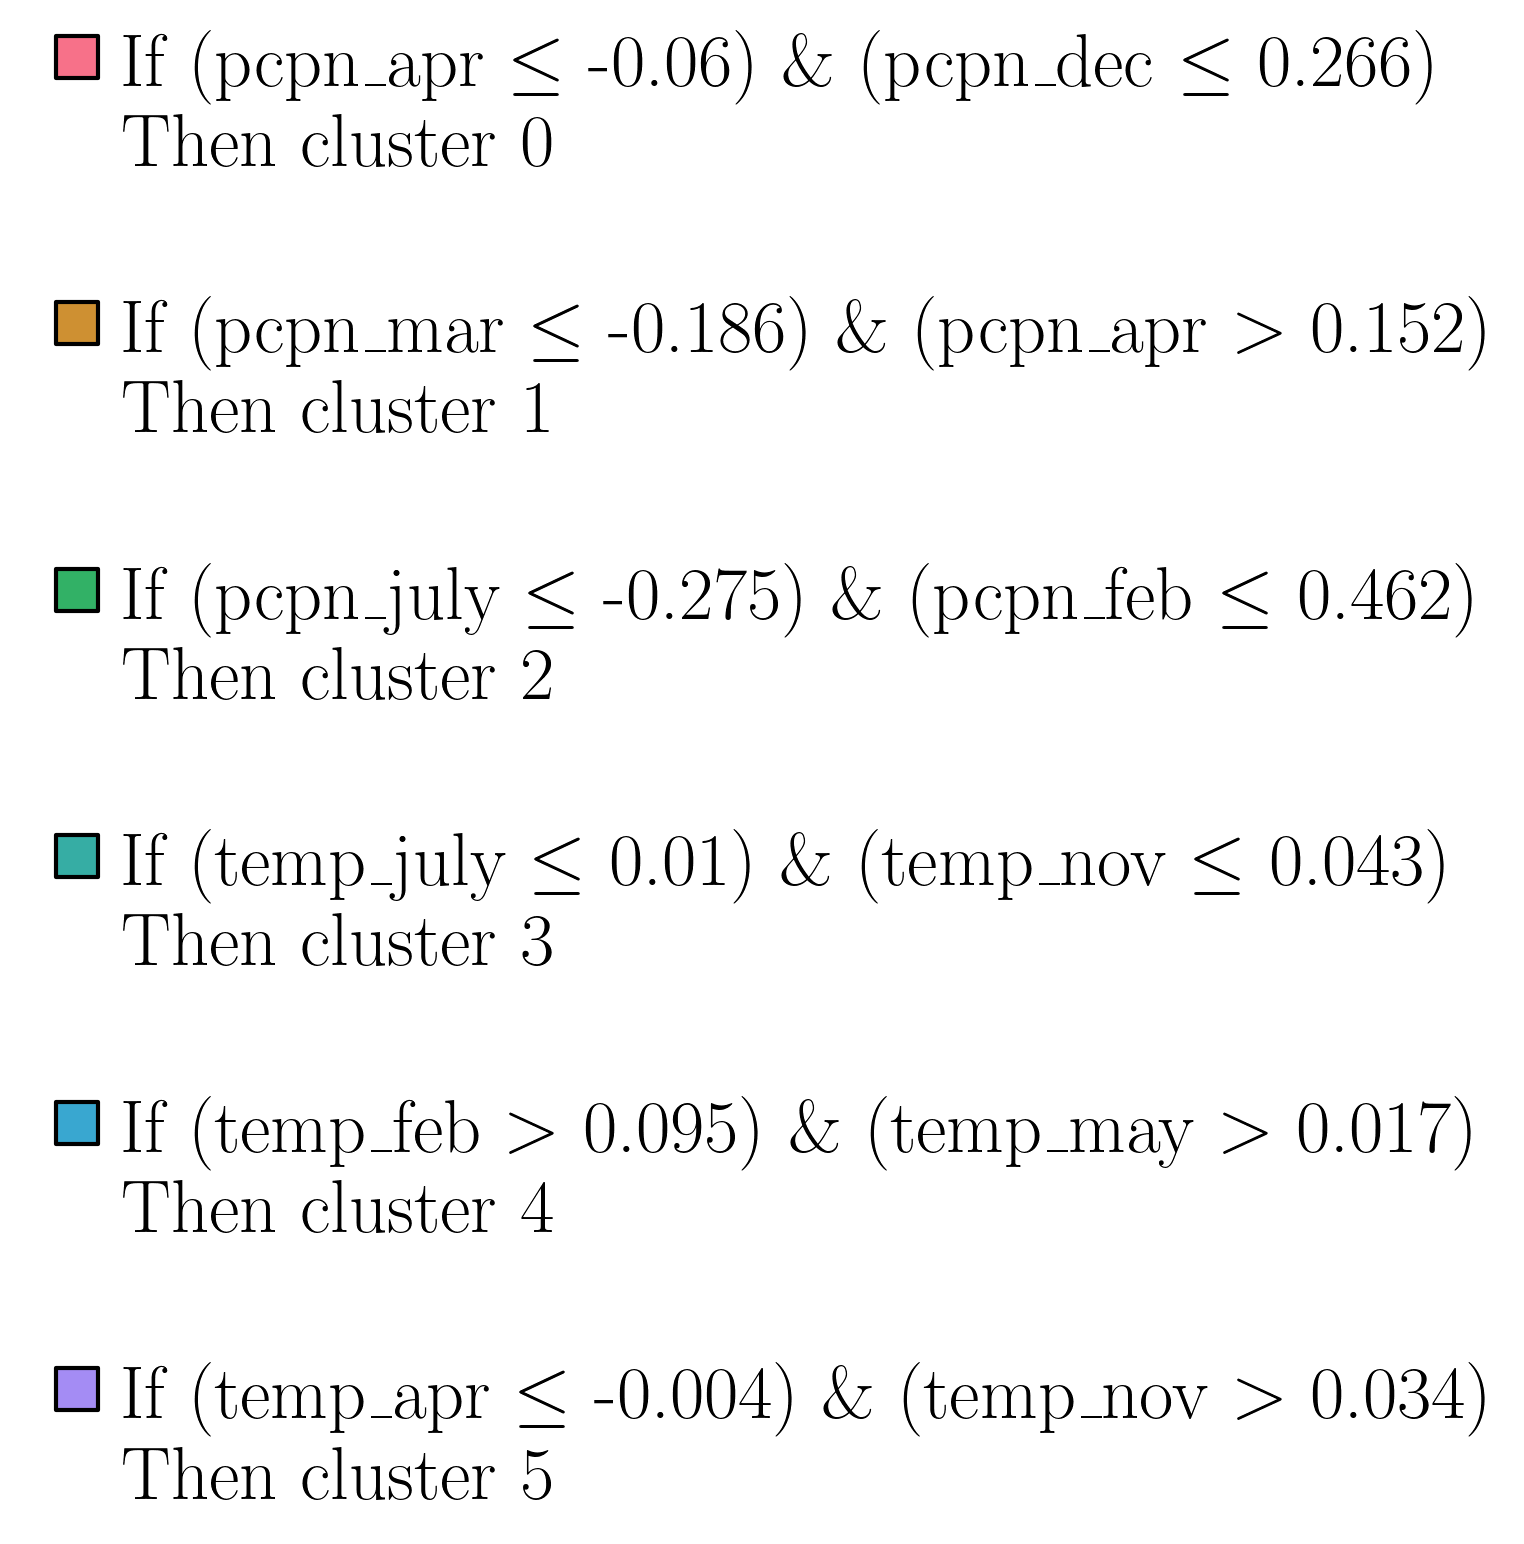 If (pcpn_apr ≤ -0.06) & (pcpn_dec ≤ 0.266)
Then cluster 0
If (pcpn_mar ≤ -0.186) & (pcpn_apr > 0.152)
Then cluster 1
If (pcpn_july ≤ -0.275) & (pcpn_feb ≤ 0.462)
Then cluster 2
If (temp_july ≤ 0.01) & (temp_nov ≤ 0.043)
Then cluster 3
If (temp_feb > 0.095) & (temp_may > 0.017)
Then cluster 4
If (temp_apr ≤ -0.004) & (temp_nov > 0.034)
Then cluster 5